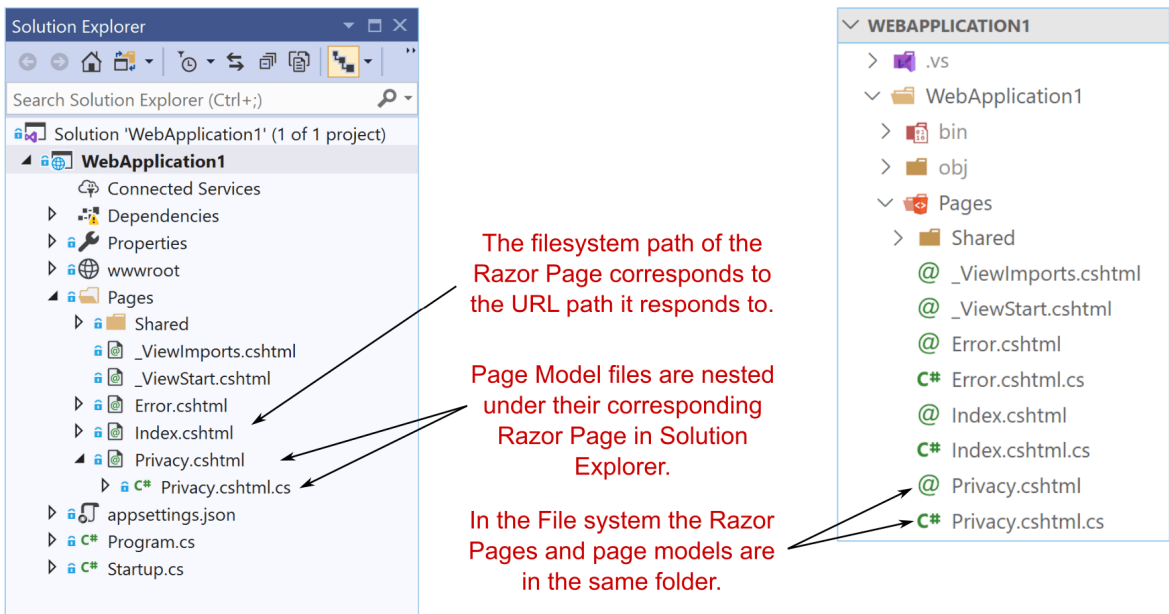 Solution Explorer
Search Solution Explorer (Ctrl+;)
Solution 'WebApplication1' (1 of 1 project)
WebApplication1
Connected Services
Dependencies
Properties
wwwroot
Pages
Shared
_ViewImports.cshtml
_ViewStart.cshtml
Error.cshtml
Index.cshtml
Privacy.cshtml
C# Privacy.cshtml.cs
appsettings.json
C# Program.cs
C# Startup.cs
The filesystem path of the
Razor Page corresponds to
the URL path it responds to.
Page Model files are nested
under their corresponding
Razor Page in Solution
Explorer.
In the File system the Razor
Pages and page models are
in the same folder.
WEBAPPLICATION1
.vs
WebApplication1
bin
obj
Pages
Shared
@ _ViewImports.cshtml
@ _ViewStart.cshtml
@ Error.cshtml
C# Error.cshtml.cs
@ Index.cshtml
C# Index.cshtml.cs
@ Privacy.cshtml
C# Privacy.cshtml.cs